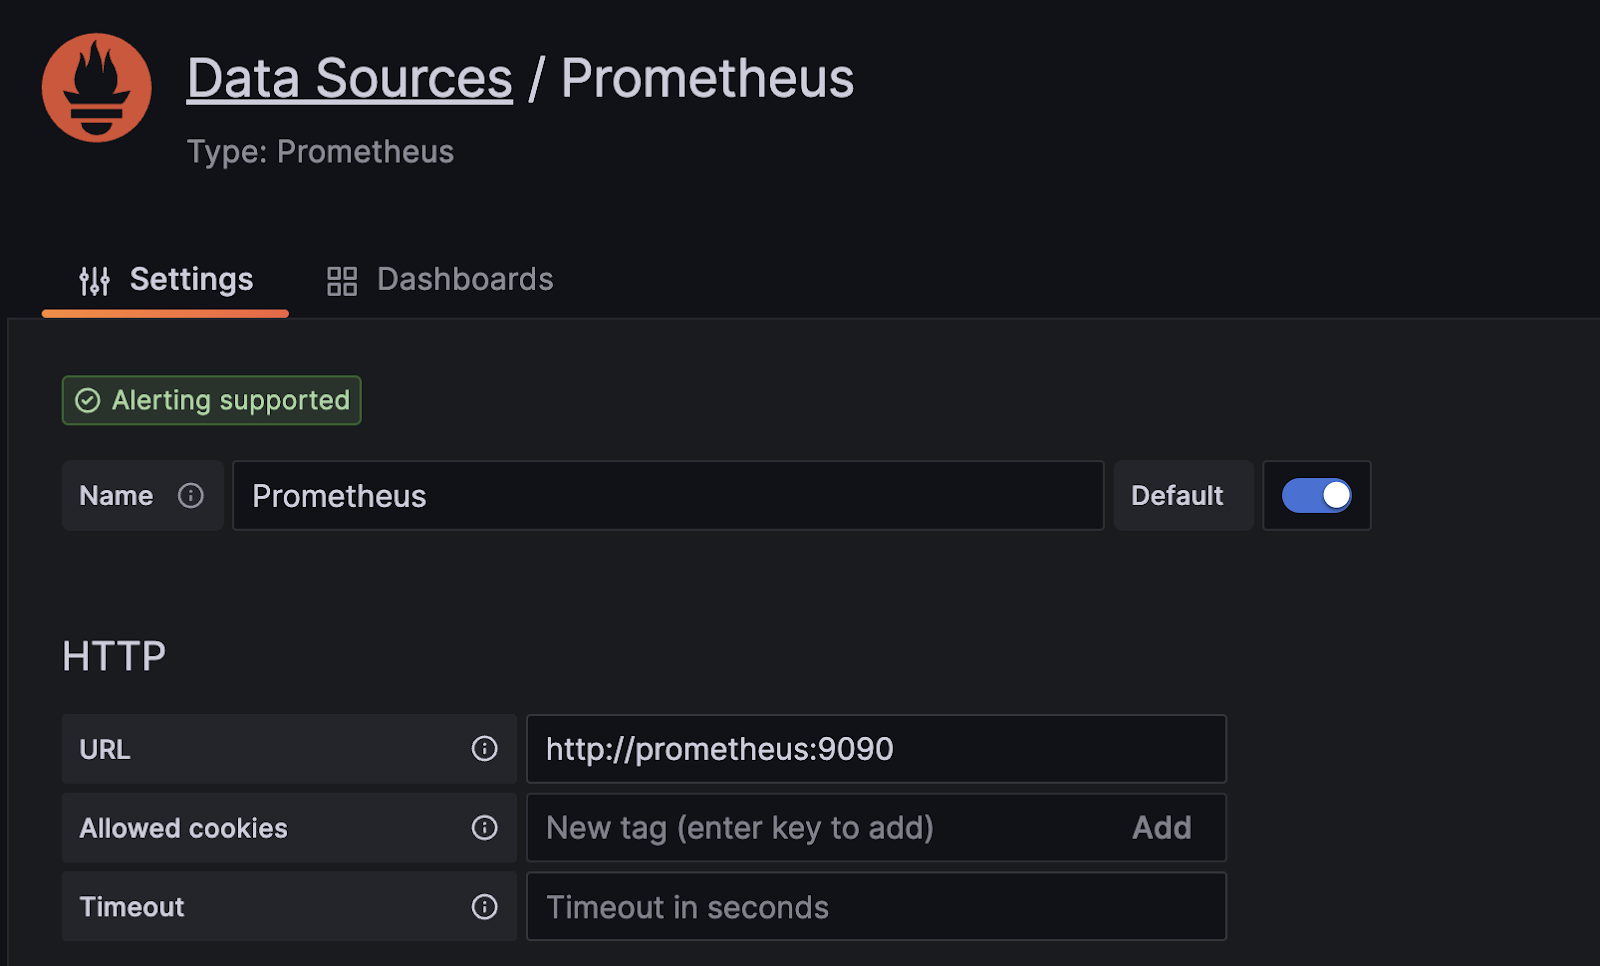 Data Sources / Prometheus
Type: Prometheus
Settings Dashboards
Alerting supported
Name Prometheus Default
HTTP
URL http://prometheus:9090
Allowed cookies New tag (enter key to add) Add
Timeout Timeout in seconds